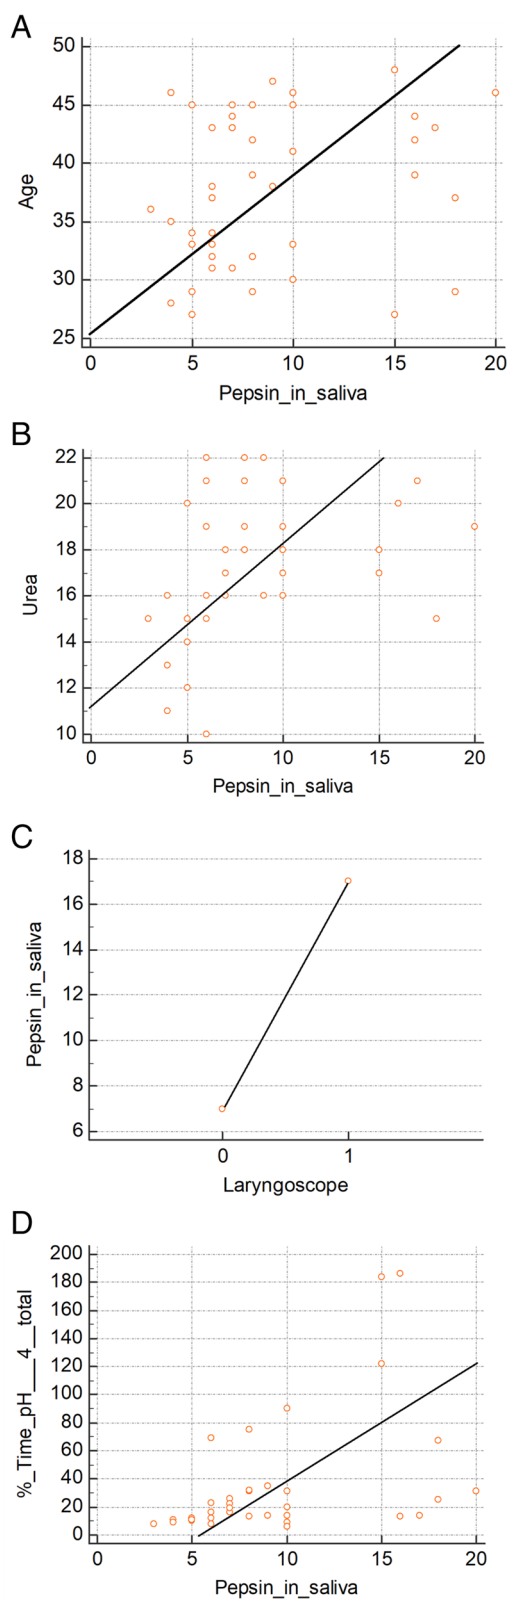 A
50
45
40
35
30
25
Age
0 5 10 15 20
Pepsin_in_saliva
B
22
20
18
16
14
12
10
Urea
0 5 10 15 20
Pepsin_in_saliva
C
18
16
14
12
10
8
6
Pepsin_in_saliva
0 1
Laryngoscope
D
200
180
160
140
120
100
80
60
40
20
0
%_Time_pH___4__total
0 5 10 15 20
Pepsin_in_saliva